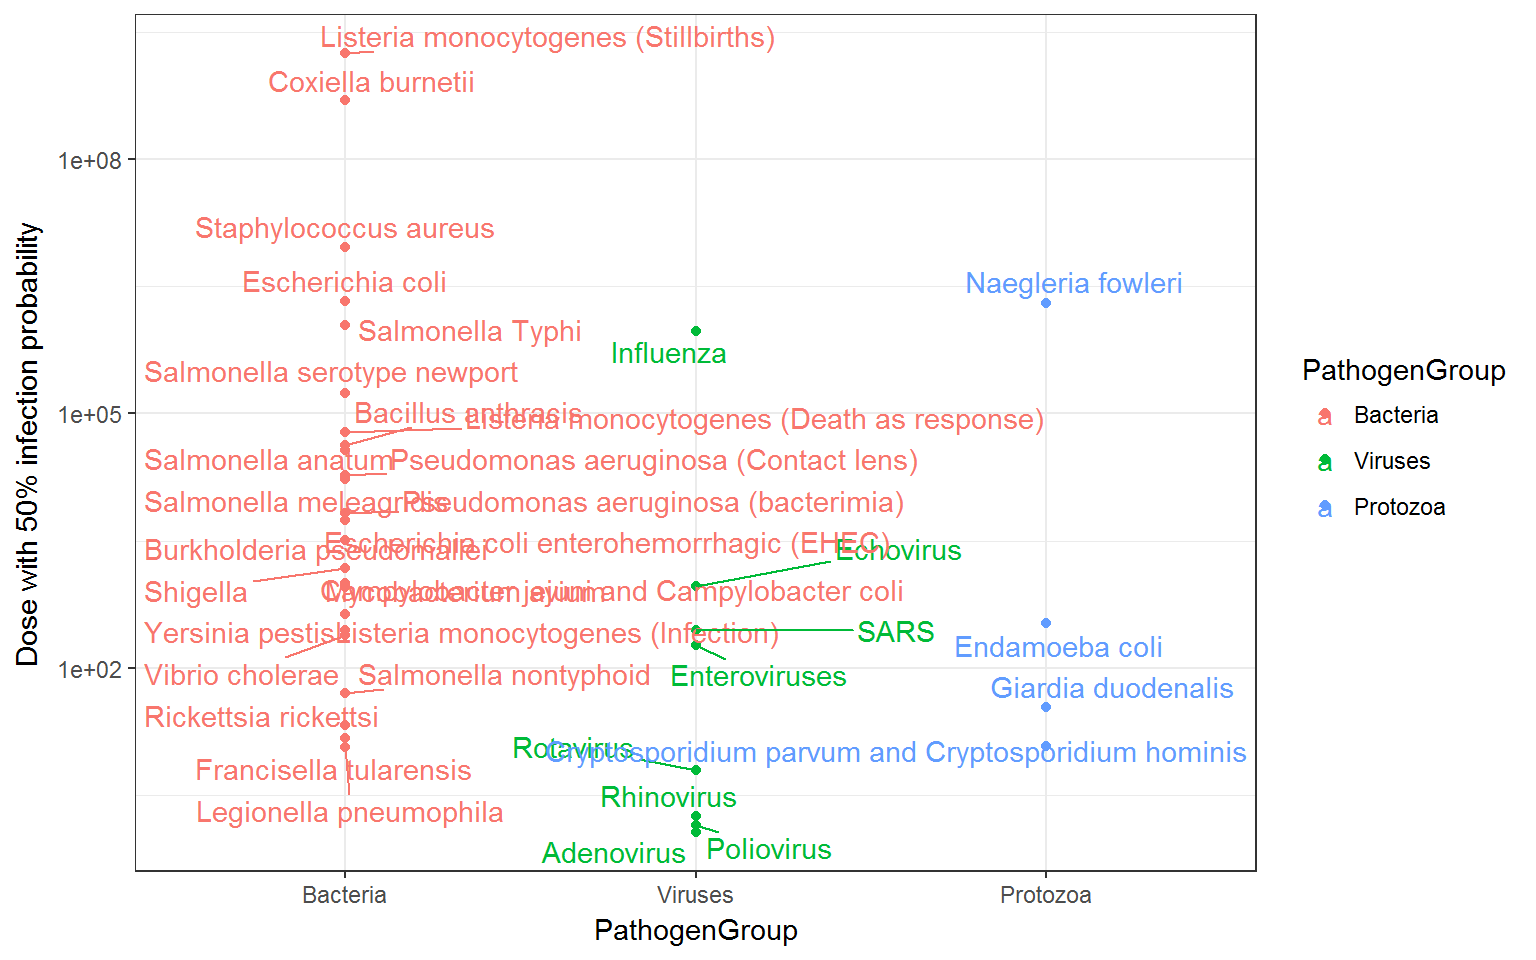 Listeria monocytogenes (Stillbirths)
Coxiella burnetii
1e+08
Staphylococcus aureus
Escherichia coli
Naegleria fowleri
Salmonella Typhi
Influenza
Salmonella serotype newport
1e+05
Bacillus anthracis
Listeria monocytogenes (Death as response)
Salmonella anatum
Pseudomonas aeruginosa (Contact lens)
Salmonella meleagridis
Pseudomonas aeruginosa (bacterimia)
Escherichia coli enterohemorrhagic (EHEC)
Burkholderia pseudomallei
Echovirus
Shigella
Campylobacter jejuni and Campylobacter coli
Mycobacterium avium
Yersinia pestis
Listeria monocytogenes (Infection)
SARS
Endamoeba coli
1e+02
Vibrio cholerae
Salmonella nontyphoid
Enteroviruses
Giardia duodenalis
Rickettsia rickettsi
Rotavirus
Cryptosporidium parvum and Cryptosporidium hominis
Francisella tularensis
Rhinovirus
Legionella pneumophila
Adenovirus
Poliovirus
Bacteria
Viruses
Protozoa
PathogenGroup
Dose with 50% infection probability
PathogenGroup
a Bacteria
a Viruses
a Protozoa